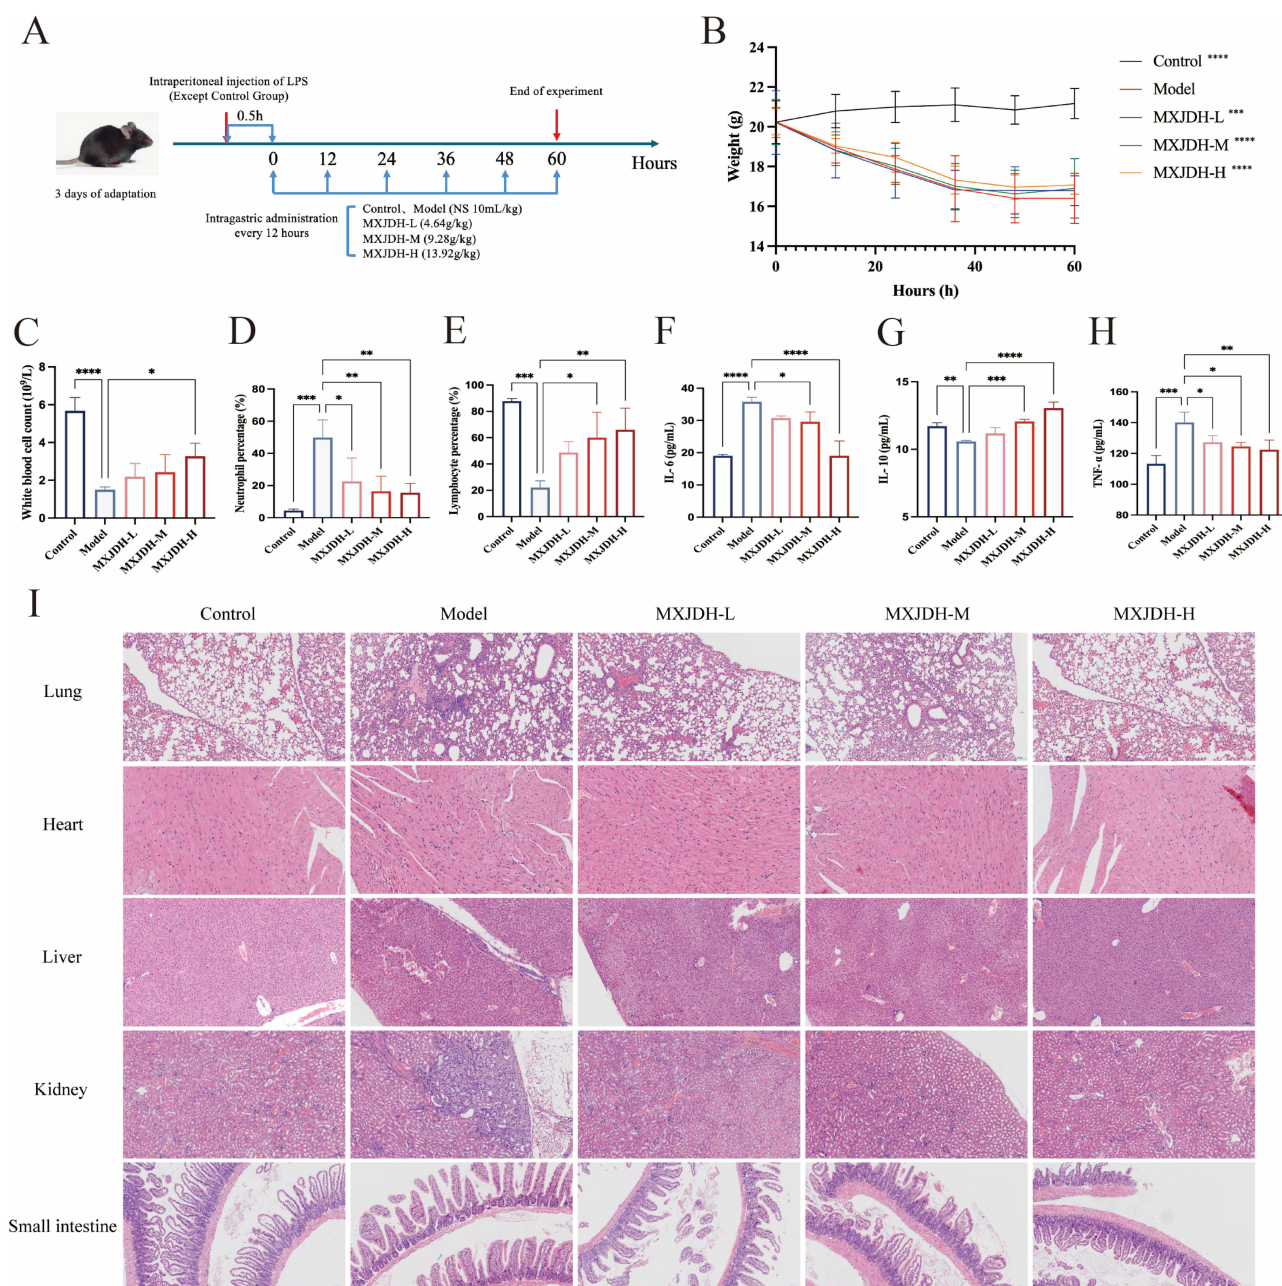 A
Intraperitoneal injection of LPS
(Except Control Group)
0.5h
End of experiment
0 12 24 36 48 60 Hours
3 days of adaptation
Intragastric administration
every 12 hours
Control、Model (NS 10mL/kg)
MXJDH-L (4.64g/kg)
MXJDH-M (9.28g/kg)
MXJDH-H (13.92g/kg)
B
Weight (g)
24
22
20
18
16
14
0 20 40 60
Hours (h)
Control ****
Model
MXJDH-L ***
MXJDH-M ****
MXJDH-H ****
C
White blood cell count (10⁹/L)
8
6
4
2
0
**** *
Control Model MXJDH-L MXJDH-M MXJDH-H
D
Neutrophil percentage (%)
80
60
40
20
0
**
**
*** *
Control Model MXJDH-L MXJDH-M MXJDH-H
E
Lymphocyte percentage (%)
100
80
60
40
20
0
**
*** *
Control Model MXJDH-L MXJDH-M MXJDH-H
F
IL- 6 (pg/mL)
40
30
20
10
0
****
**** *
Control Model MXJDH-L MXJDH-M MXJDH-H
G
IL- 10 (pg/mL)
15
10
5
****
** ***
Control Model MXJDH-L MXJDH-M MXJDH-H
H
TNF- α (pg/mL)
160
140
120
100
80
**
*
*** *
Control Model MXJDH-L MXJDH-M MXJDH-H
I
Control Model MXJDH-L MXJDH-M MXJDH-H
Lung
Heart
Liver
Kidney
Small intestine